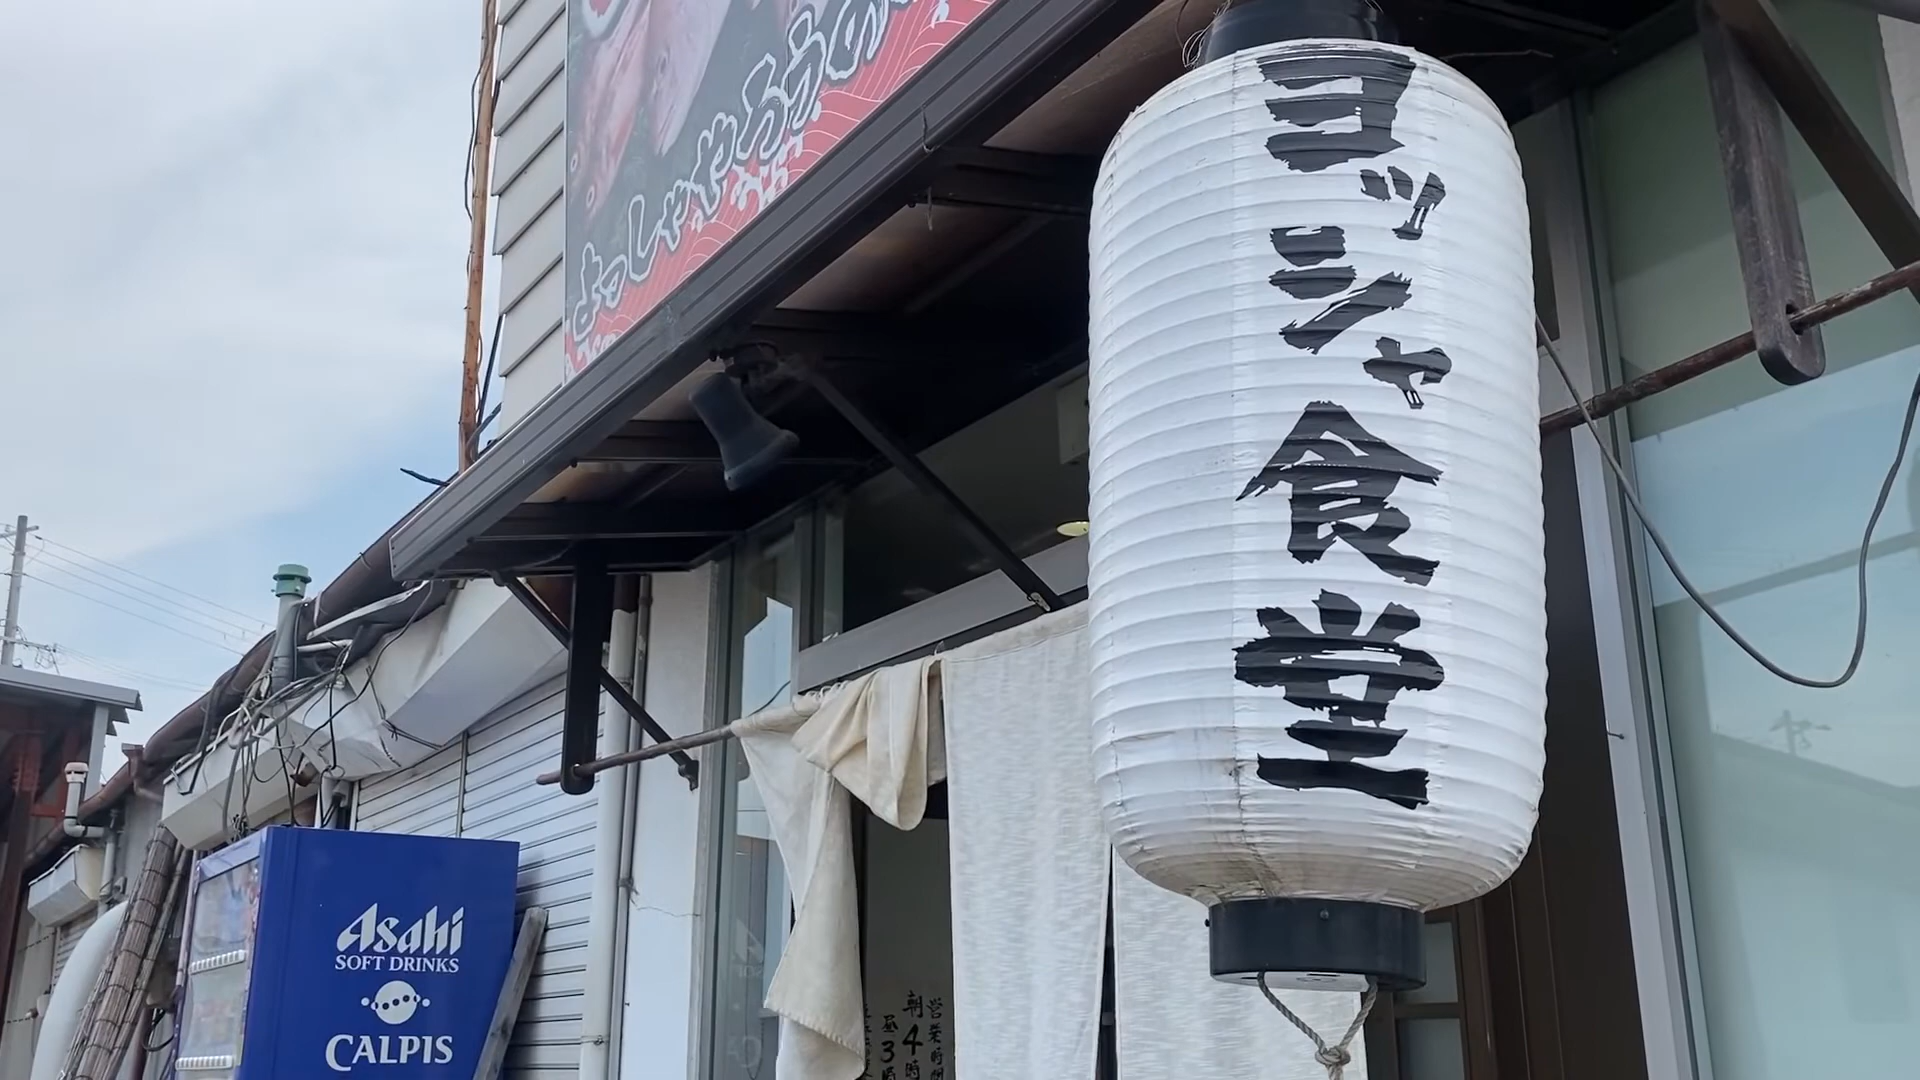 よっしゃやろうの
ヨッシャ食堂
Asahi
SOFT DRINKS
CALPIS
営業時間
朝4時
昼3時